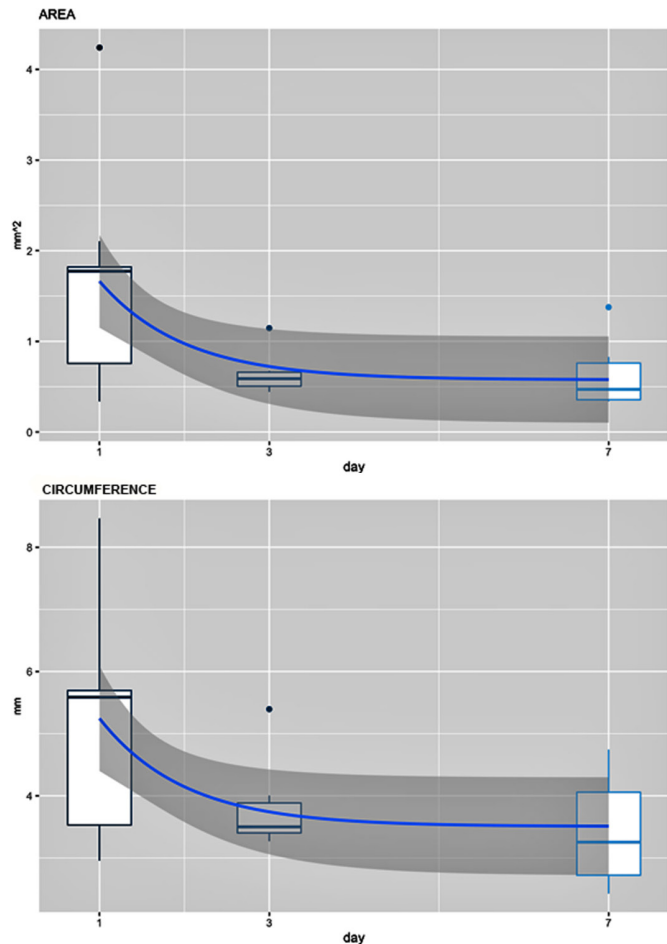 AREA
4
3
2
1
0
mm^2
1 3 7
day
CIRCUMFERENCE
8
6
4
mm
1 3 7
day